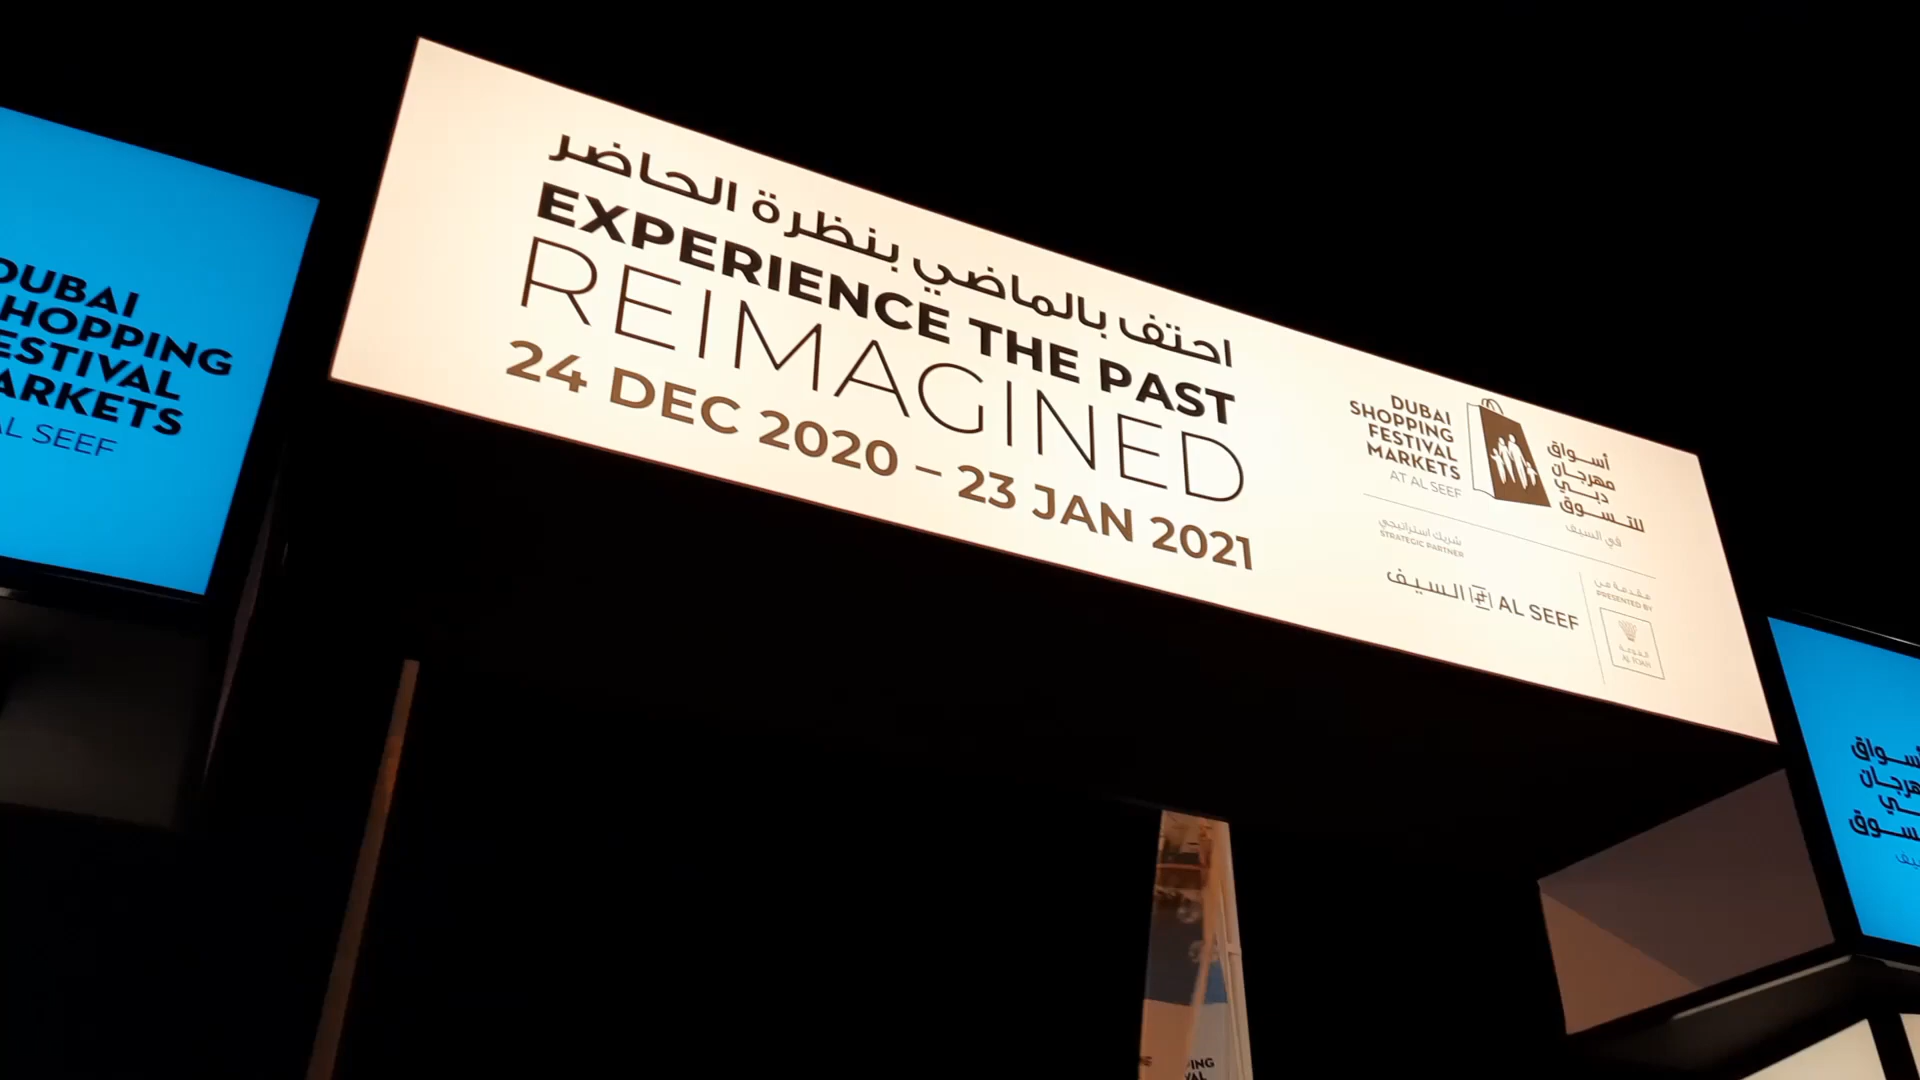 DUBAI
SHOPPING
FESTIVAL
MARKETS
AL SEEF
احتف بالماضي بنظرة الحاضر
EXPERIENCE THE PAST
REIMAGINED
24 DEC 2020 – 23 JAN 2021
DUBAI
SHOPPING
FESTIVAL
MARKETS
AT AL SEEF
أسواق
مهرجان
دبي
للتسوق
في السيف
شريك استراتيجي
STRATEGIC PARTNER
السيف AL SEEF
مقدمة من
PRESENTED BY
أسواق
مهرجان